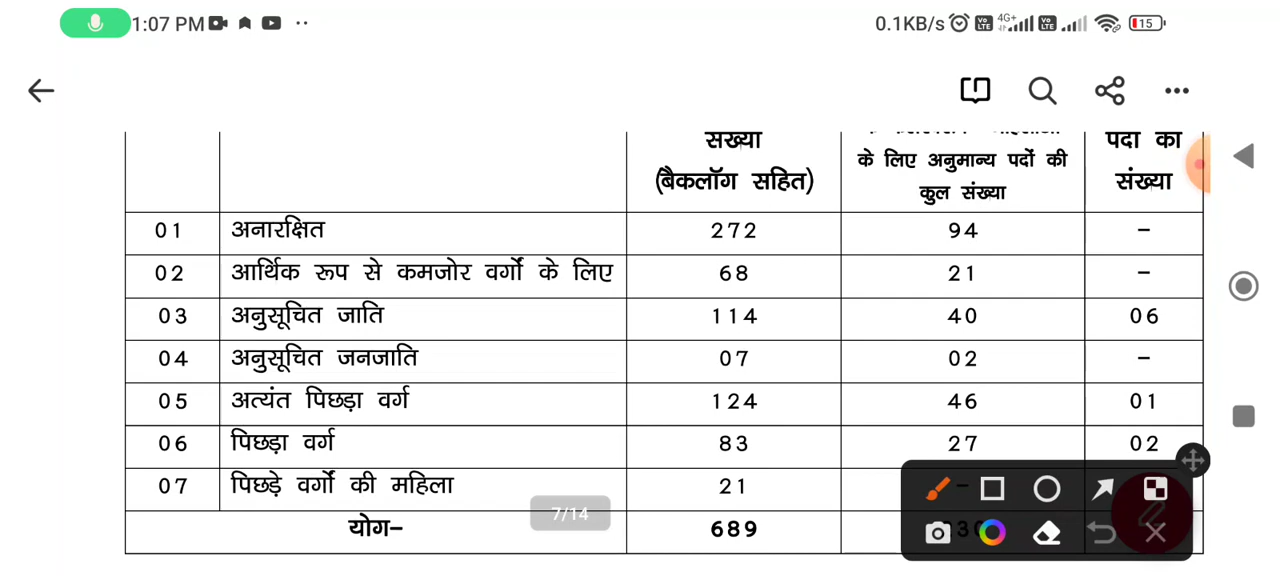 1:07 PM
0.1KB/s 4G+ 15
संख्या पदों की
के लिए अनुमान्य पदों की
(बैकलॉग सहित) संख्या
कुल संख्या
01 अनारक्षित 272 94 –
02 आर्थिक रूप से कमजोर वर्गों के लिए 68 21 –
03 अनुसूचित जाति 114 40 06
04 अनुसूचित जनजाति 07 02 –
05 अत्यंत पिछड़ा वर्ग 124 46 01
06 पिछड़ा वर्ग 83 27 02
07 पिछड़े वर्गों की महिला 21 –
7/14
योग– 689